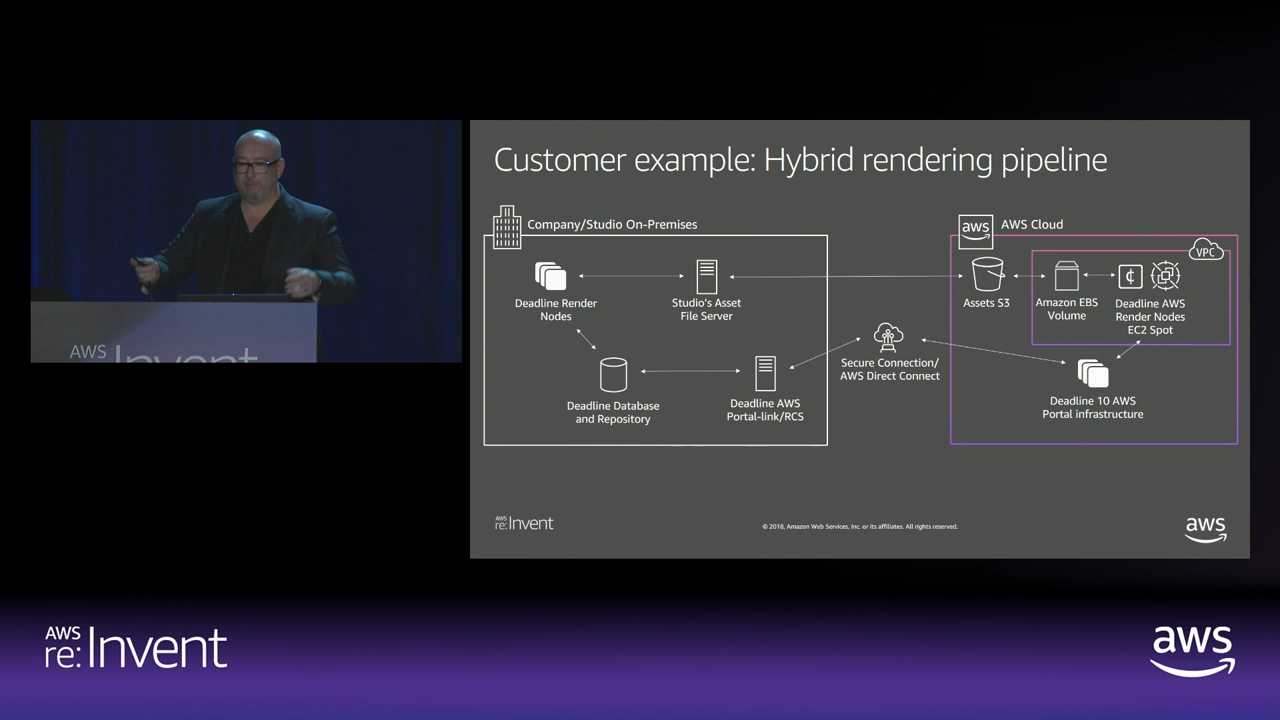 Customer example: Hybrid rendering pipeline
Company/Studio On-Premises
aws
AWS Cloud
VPC
Deadline Render
Nodes
Studio's Asset
File Server
Assets S3
Amazon EBS
Volume
¢
Deadline AWS
Render Nodes
EC2 Spot
Secure Connection/
AWS Direct Connect
Deadline Database
and Repository
Deadline AWS
Portal-link/RCS
Deadline 10 AWS
Portal infrastructure
AWS
re:Invent
© 2018, Amazon Web Services, Inc. or its affiliates. All rights reserved.
aws
AWS
Invent
AWS
re:Invent
aws